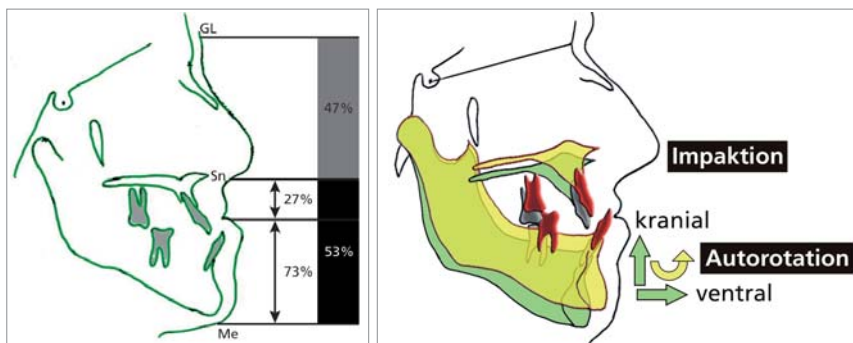 GL
47%
Sn
27%
53%
73%
Me
Impaktion
kranial
Autorotation
ventral